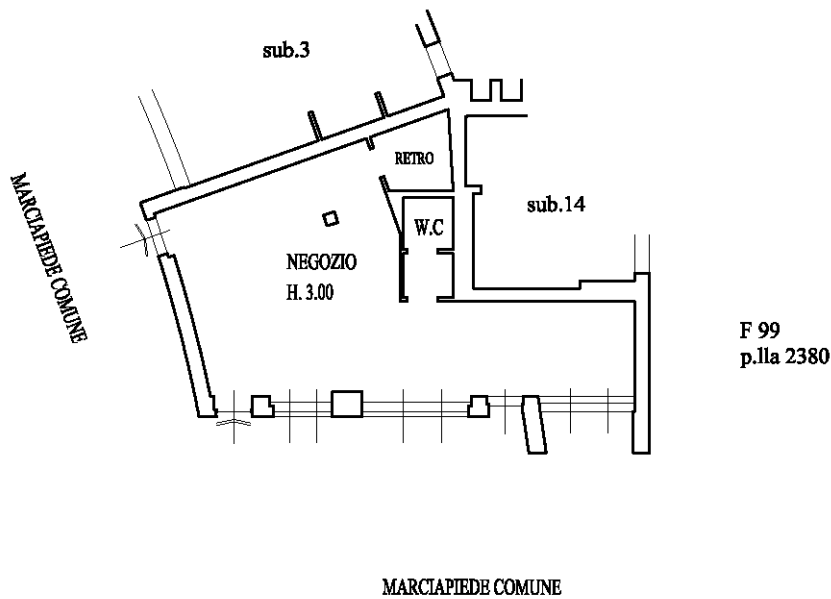 sub.3
RETRO
MARCIAPIEDE COMUNE
W.C
sub.14
NEGOZIO
H. 3.00
F 99
p.lla 2380
MARCIAPIEDE COMUNE